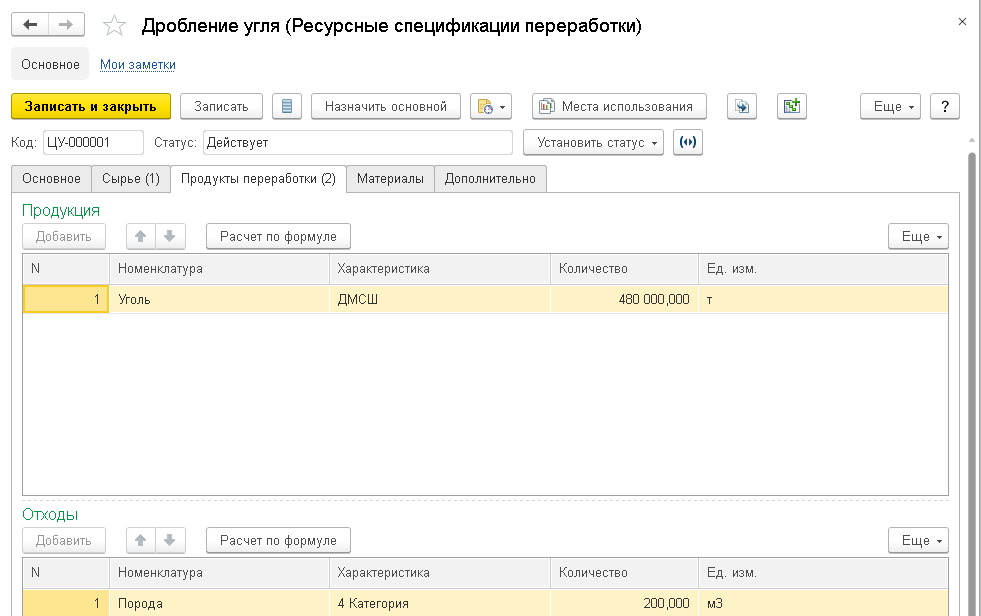 Дробление угля (Ресурсные спецификации переработки)
Основное Мои заметки
Записать и закрыть Записать Назначить основной Места использования Еще ?
Код: ЦУ-000001 Статус: Действует Установить статус
Основное Сырье (1) Продукты переработки (2) Материалы Дополнительно
Продукция
Добавить Расчет по формуле Еще
N Номенклатура Характеристика Количество Ед. изм.
1 Уголь ДМСШ 480 000,000 т
Отходы
Добавить Расчет по формуле Еще
N Номенклатура Характеристика Количество Ед. изм.
1 Порода 4 Категория 200,000 м3